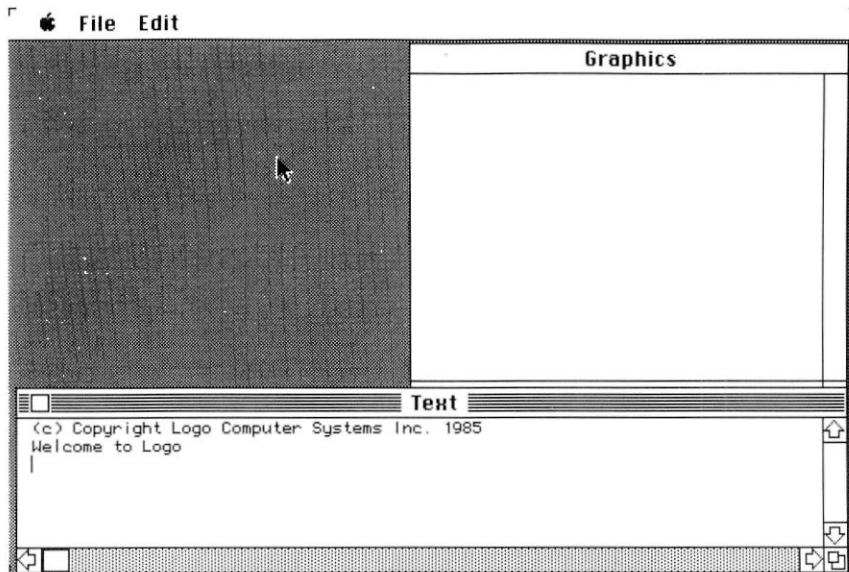 File Edit
Graphics
Text
(c) Copyright Logo Computer Systems Inc. 1985
Welcome to Logo